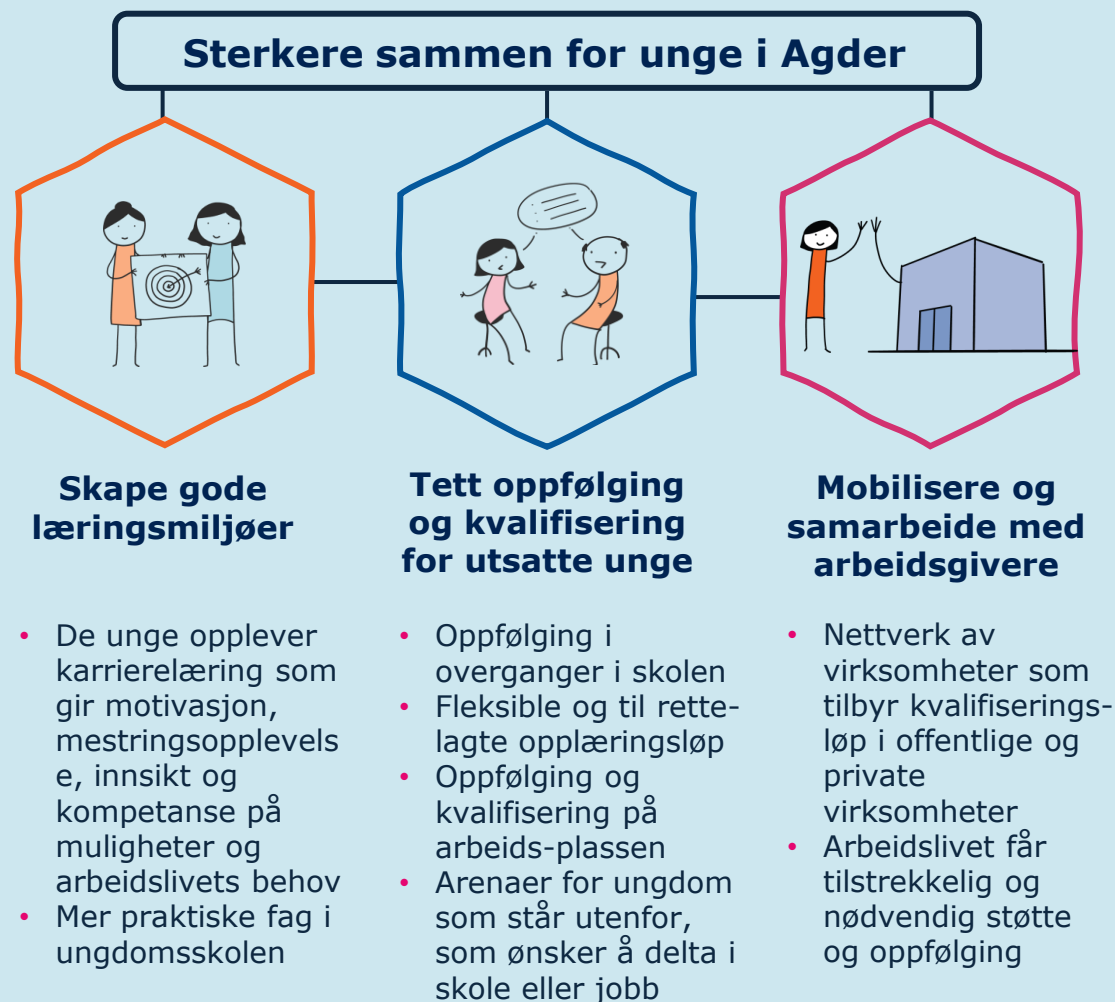 Sterkere sammen for unge i Agder
Skape gode
læringsmiljøer
• De unge opplever
karrierelæring som
gir motivasjon,
mestringsopplevels
e, innsikt og
kompetanse på
muligheter og
arbeidslivets behov
• Mer praktiske fag i
ungdomsskolen
Tett oppfølging
og kvalifisering
for utsatte unge
• Oppfølging i
overganger i skolen
• Fleksible og til rette-
lagte opplæringsløp
• Oppfølging og
kvalifisering på
arbeids-plassen
• Arenaer for ungdom
som står utenfor,
som ønsker å delta i
skole eller jobb
Mobilisere og
samarbeide med
arbeidsgivere
• Nettverk av
virksomheter som
tilbyr kvalifiserings-
løp i offentlige og
private
virksomheter
• Arbeidslivet får
tilstrekkelig og
nødvendig støtte
og oppfølging